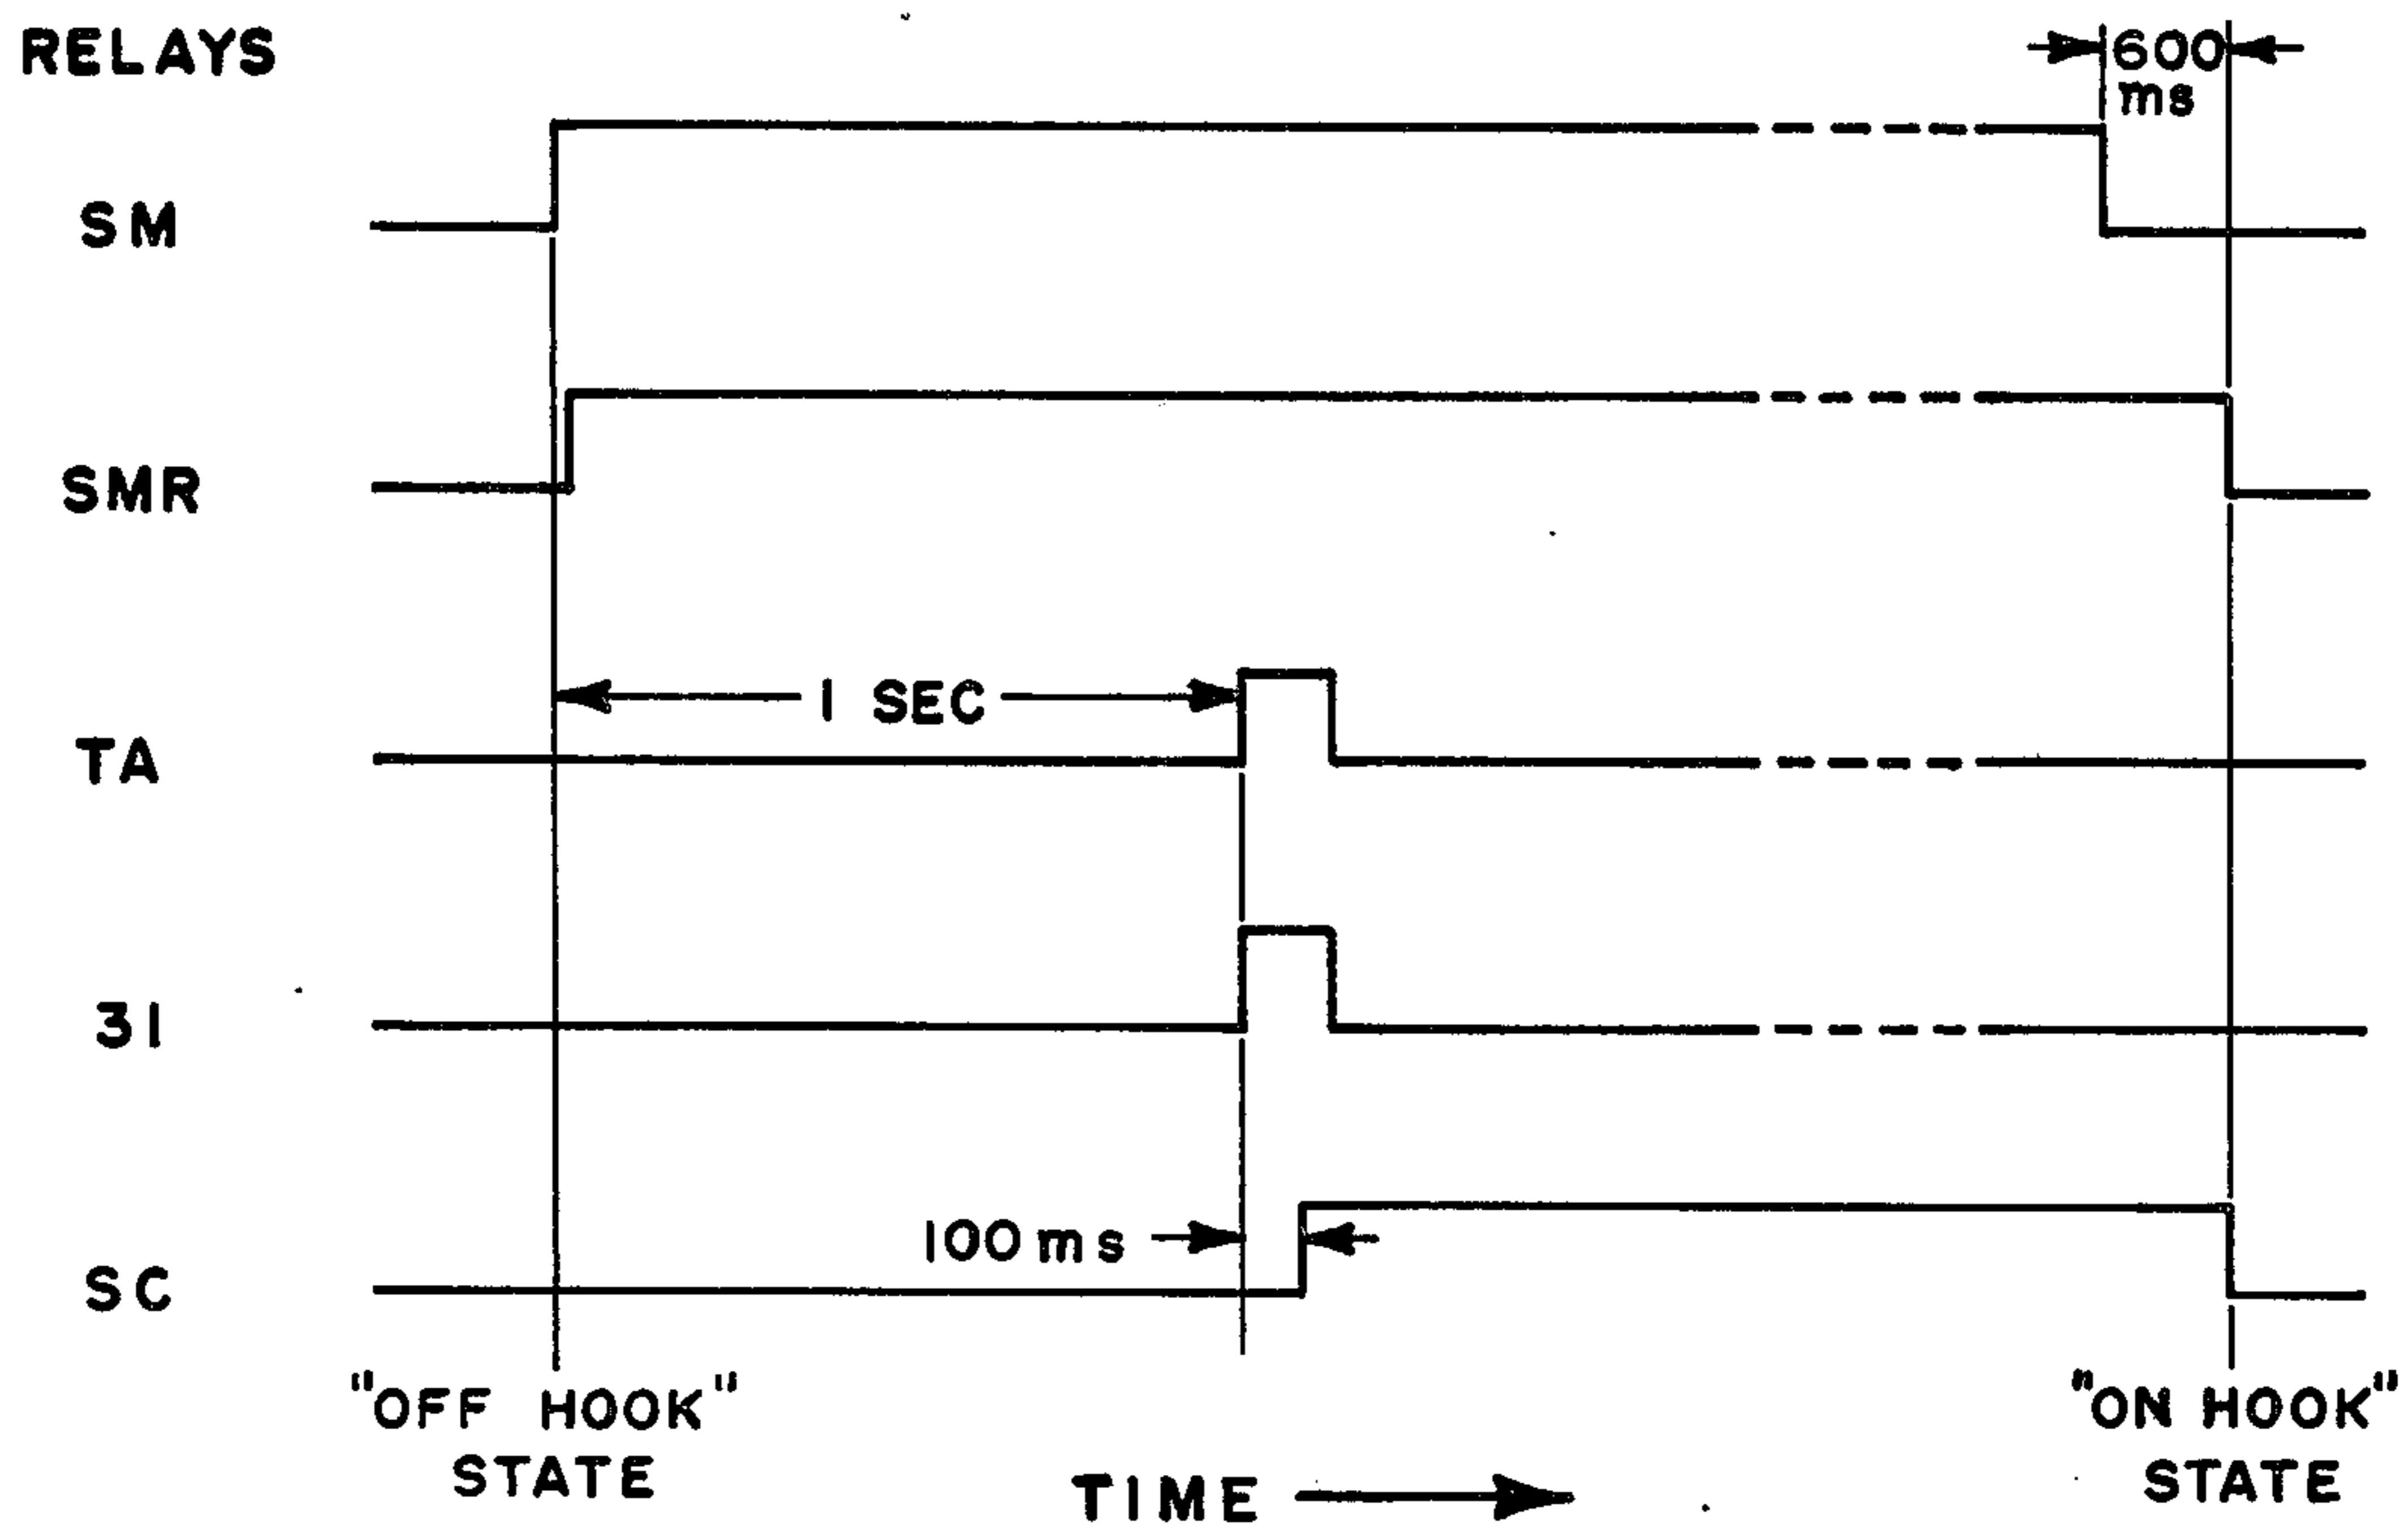 RELAYS
600
ms
SM
SMR
1 SEC
TA
31
100 ms
SC
"OFF HOOK"
STATE
"ON HOOK"
STATE
TIME